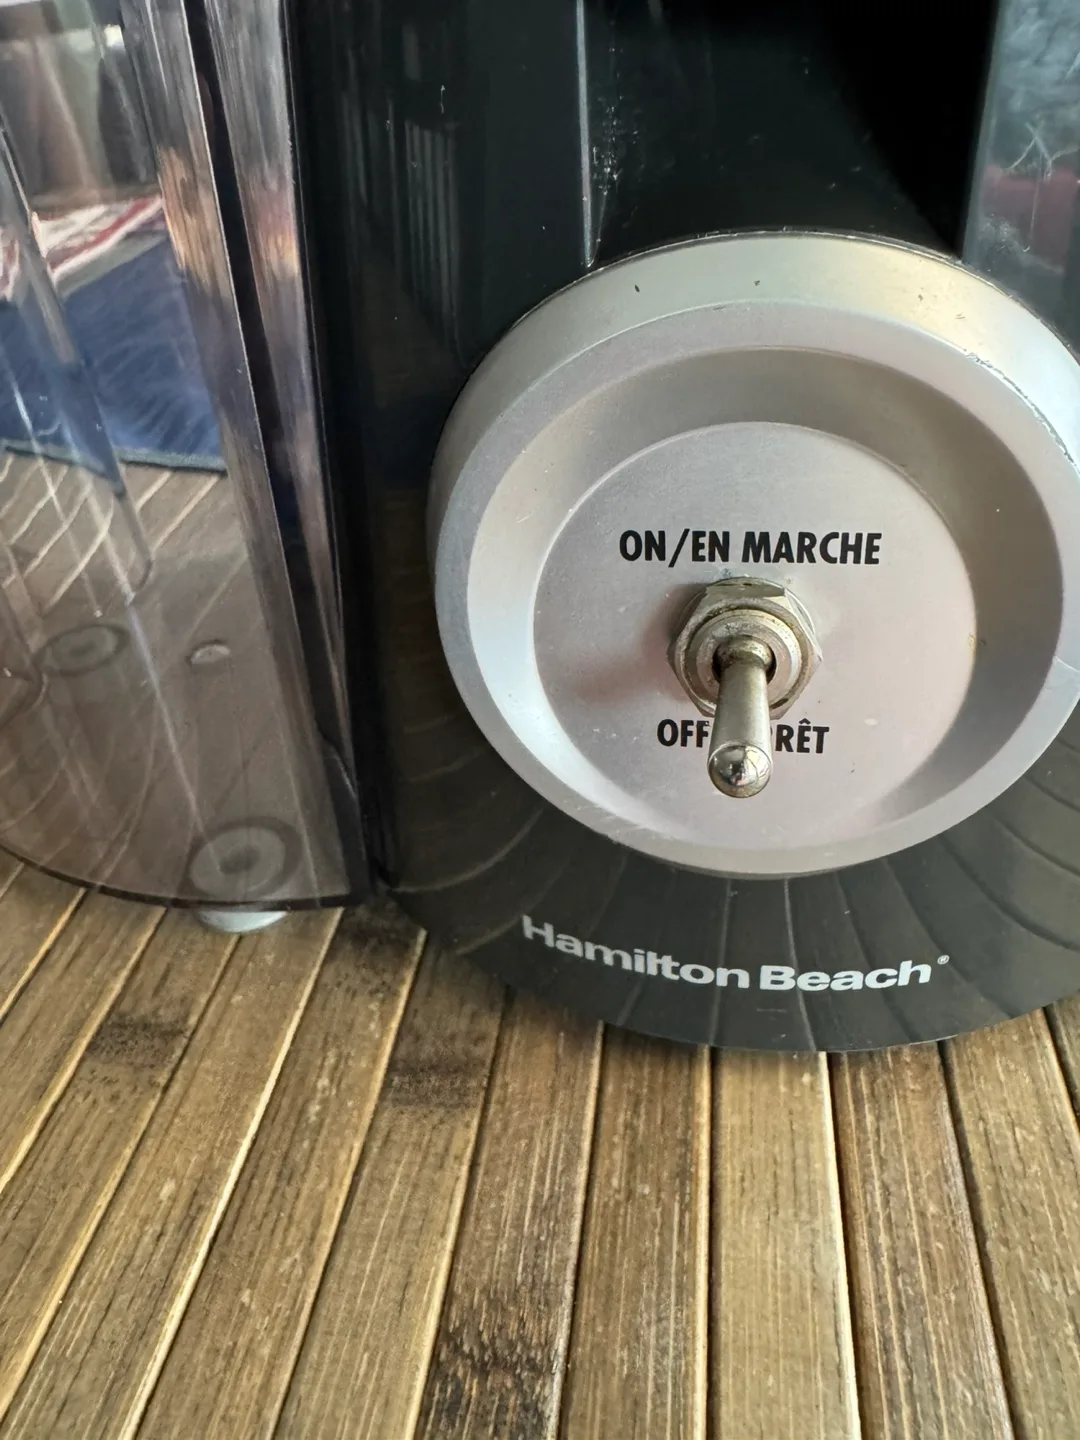 ON/EN MARCHE
OFF RÊT
Hamilton Beach®